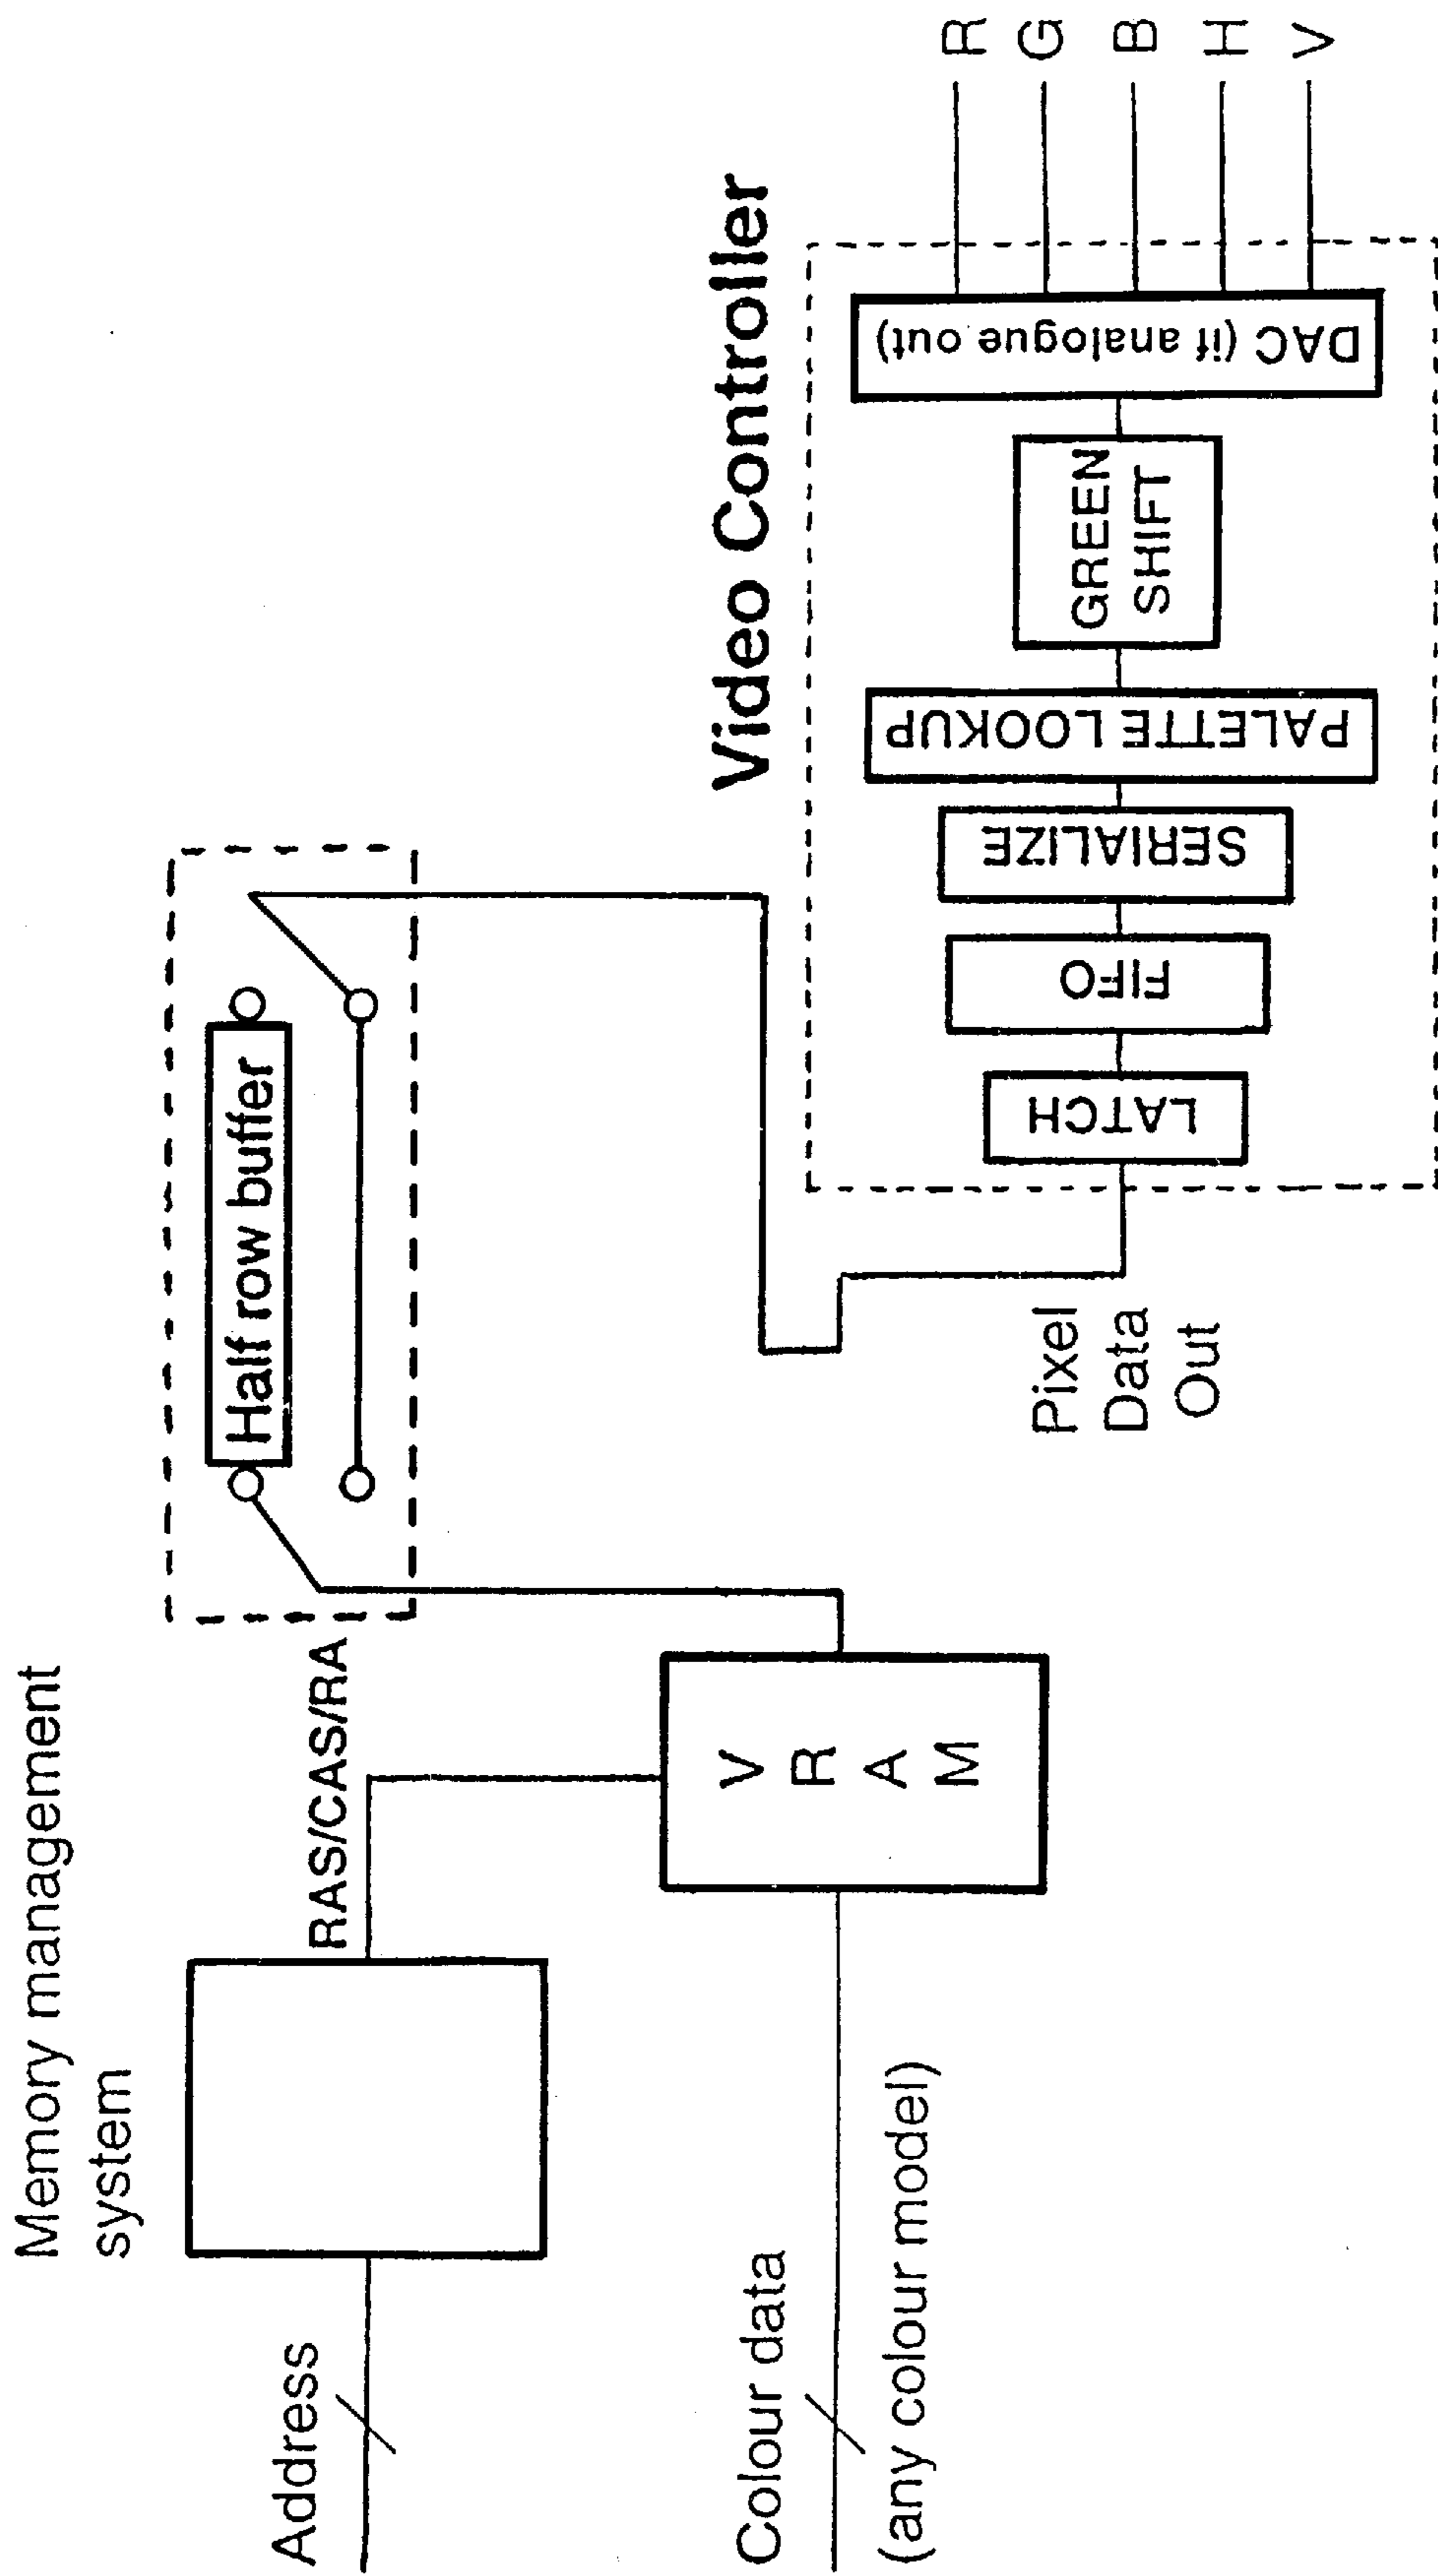 Memory management
system
Address
RAS/CAS/RA
Half row buffer
Colour data
(any colour model)
V
R
A
M
Pixel
Data
Out
Video Controller
LATCH
FIFO
SERIALIZE
PALETTE LOOKUP
GREEN
SHIFT
DAC (if analogue out)
R
G
B
H
V